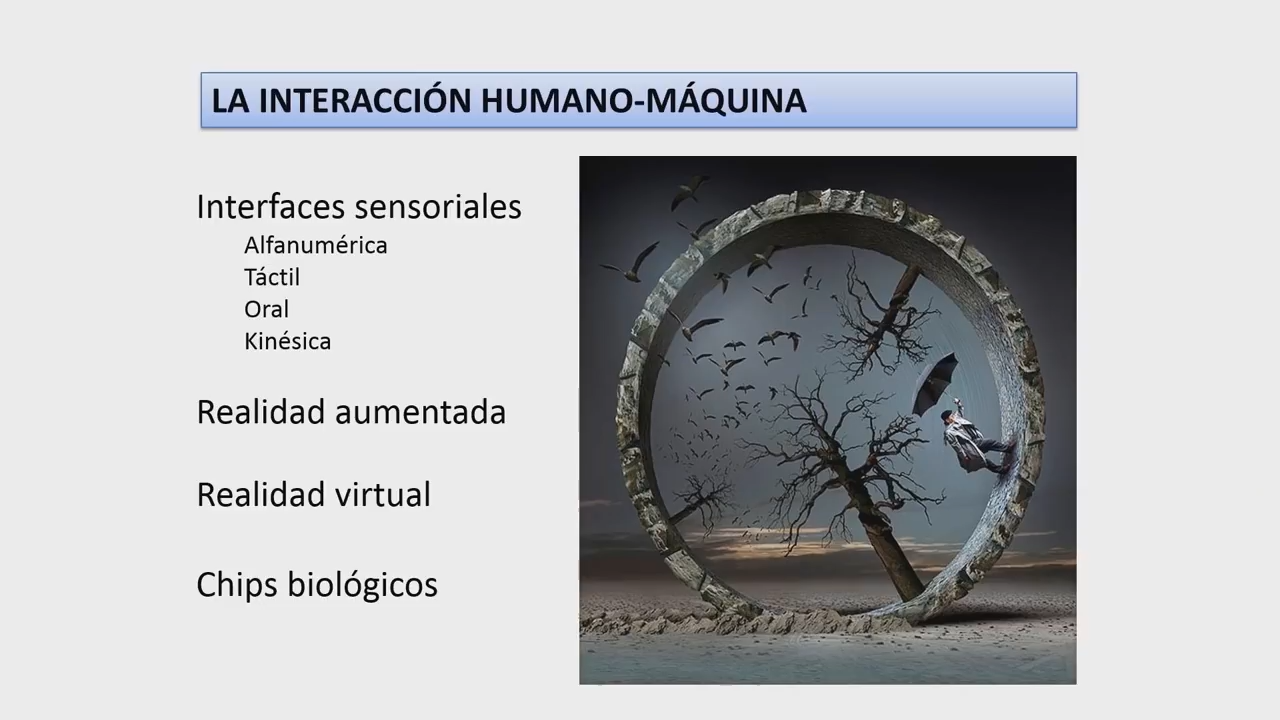 LA INTERACCIÓN HUMANO-MÁQUINA
Interfaces sensoriales
Alfanumérica
Táctil
Oral
Kinésica
Realidad aumentada
Realidad virtual
Chips biológicos